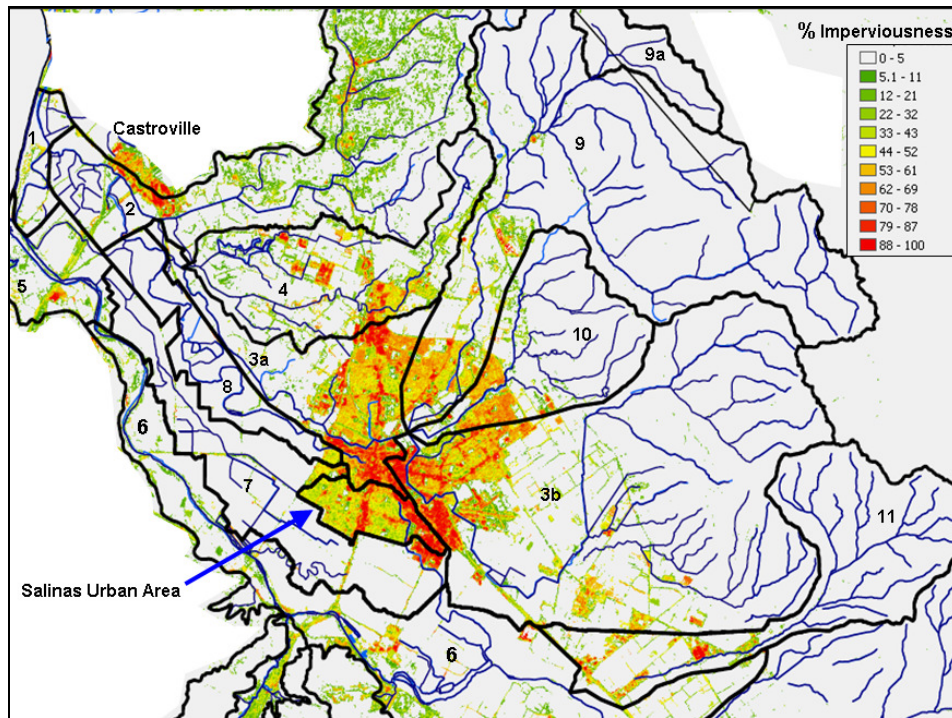 % Imperviousness
0 - 5
5.1 - 11
12 - 21
22 - 32
33 - 43
44 - 52
53 - 61
62 - 69
70 - 78
79 - 87
88 - 100
9a
1
Castroville
9
2
5
4
10
3a
8
6
7
3b
11
Salinas Urban Area
6